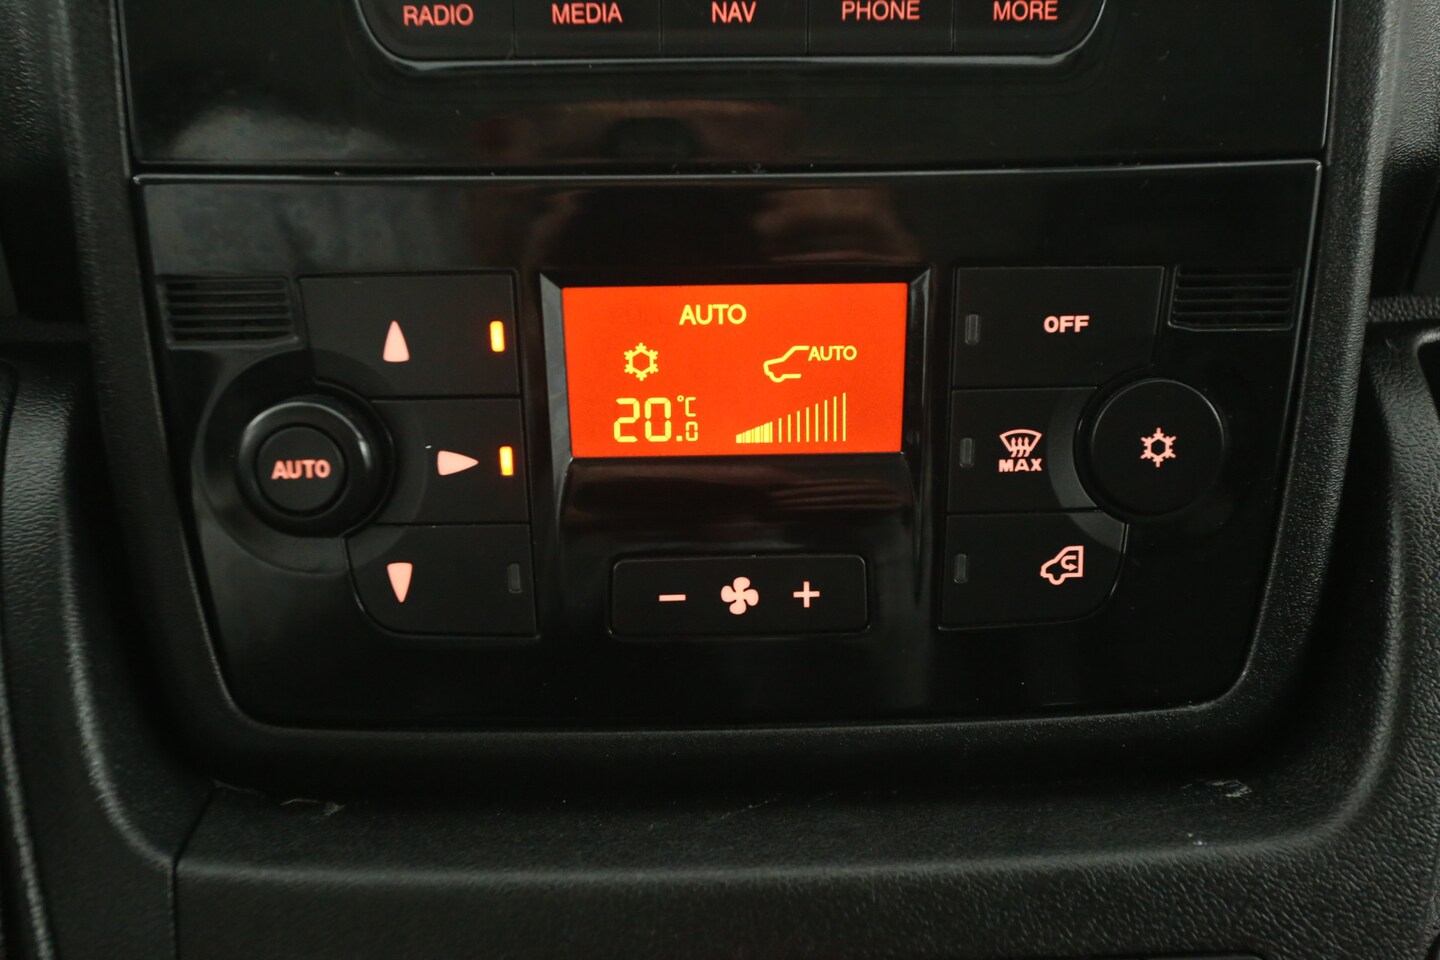 RADIO MEDIA NAV PHONE MORE
AUTO
AUTO
20.0 °C
OFF
AUTO
MAX
− +